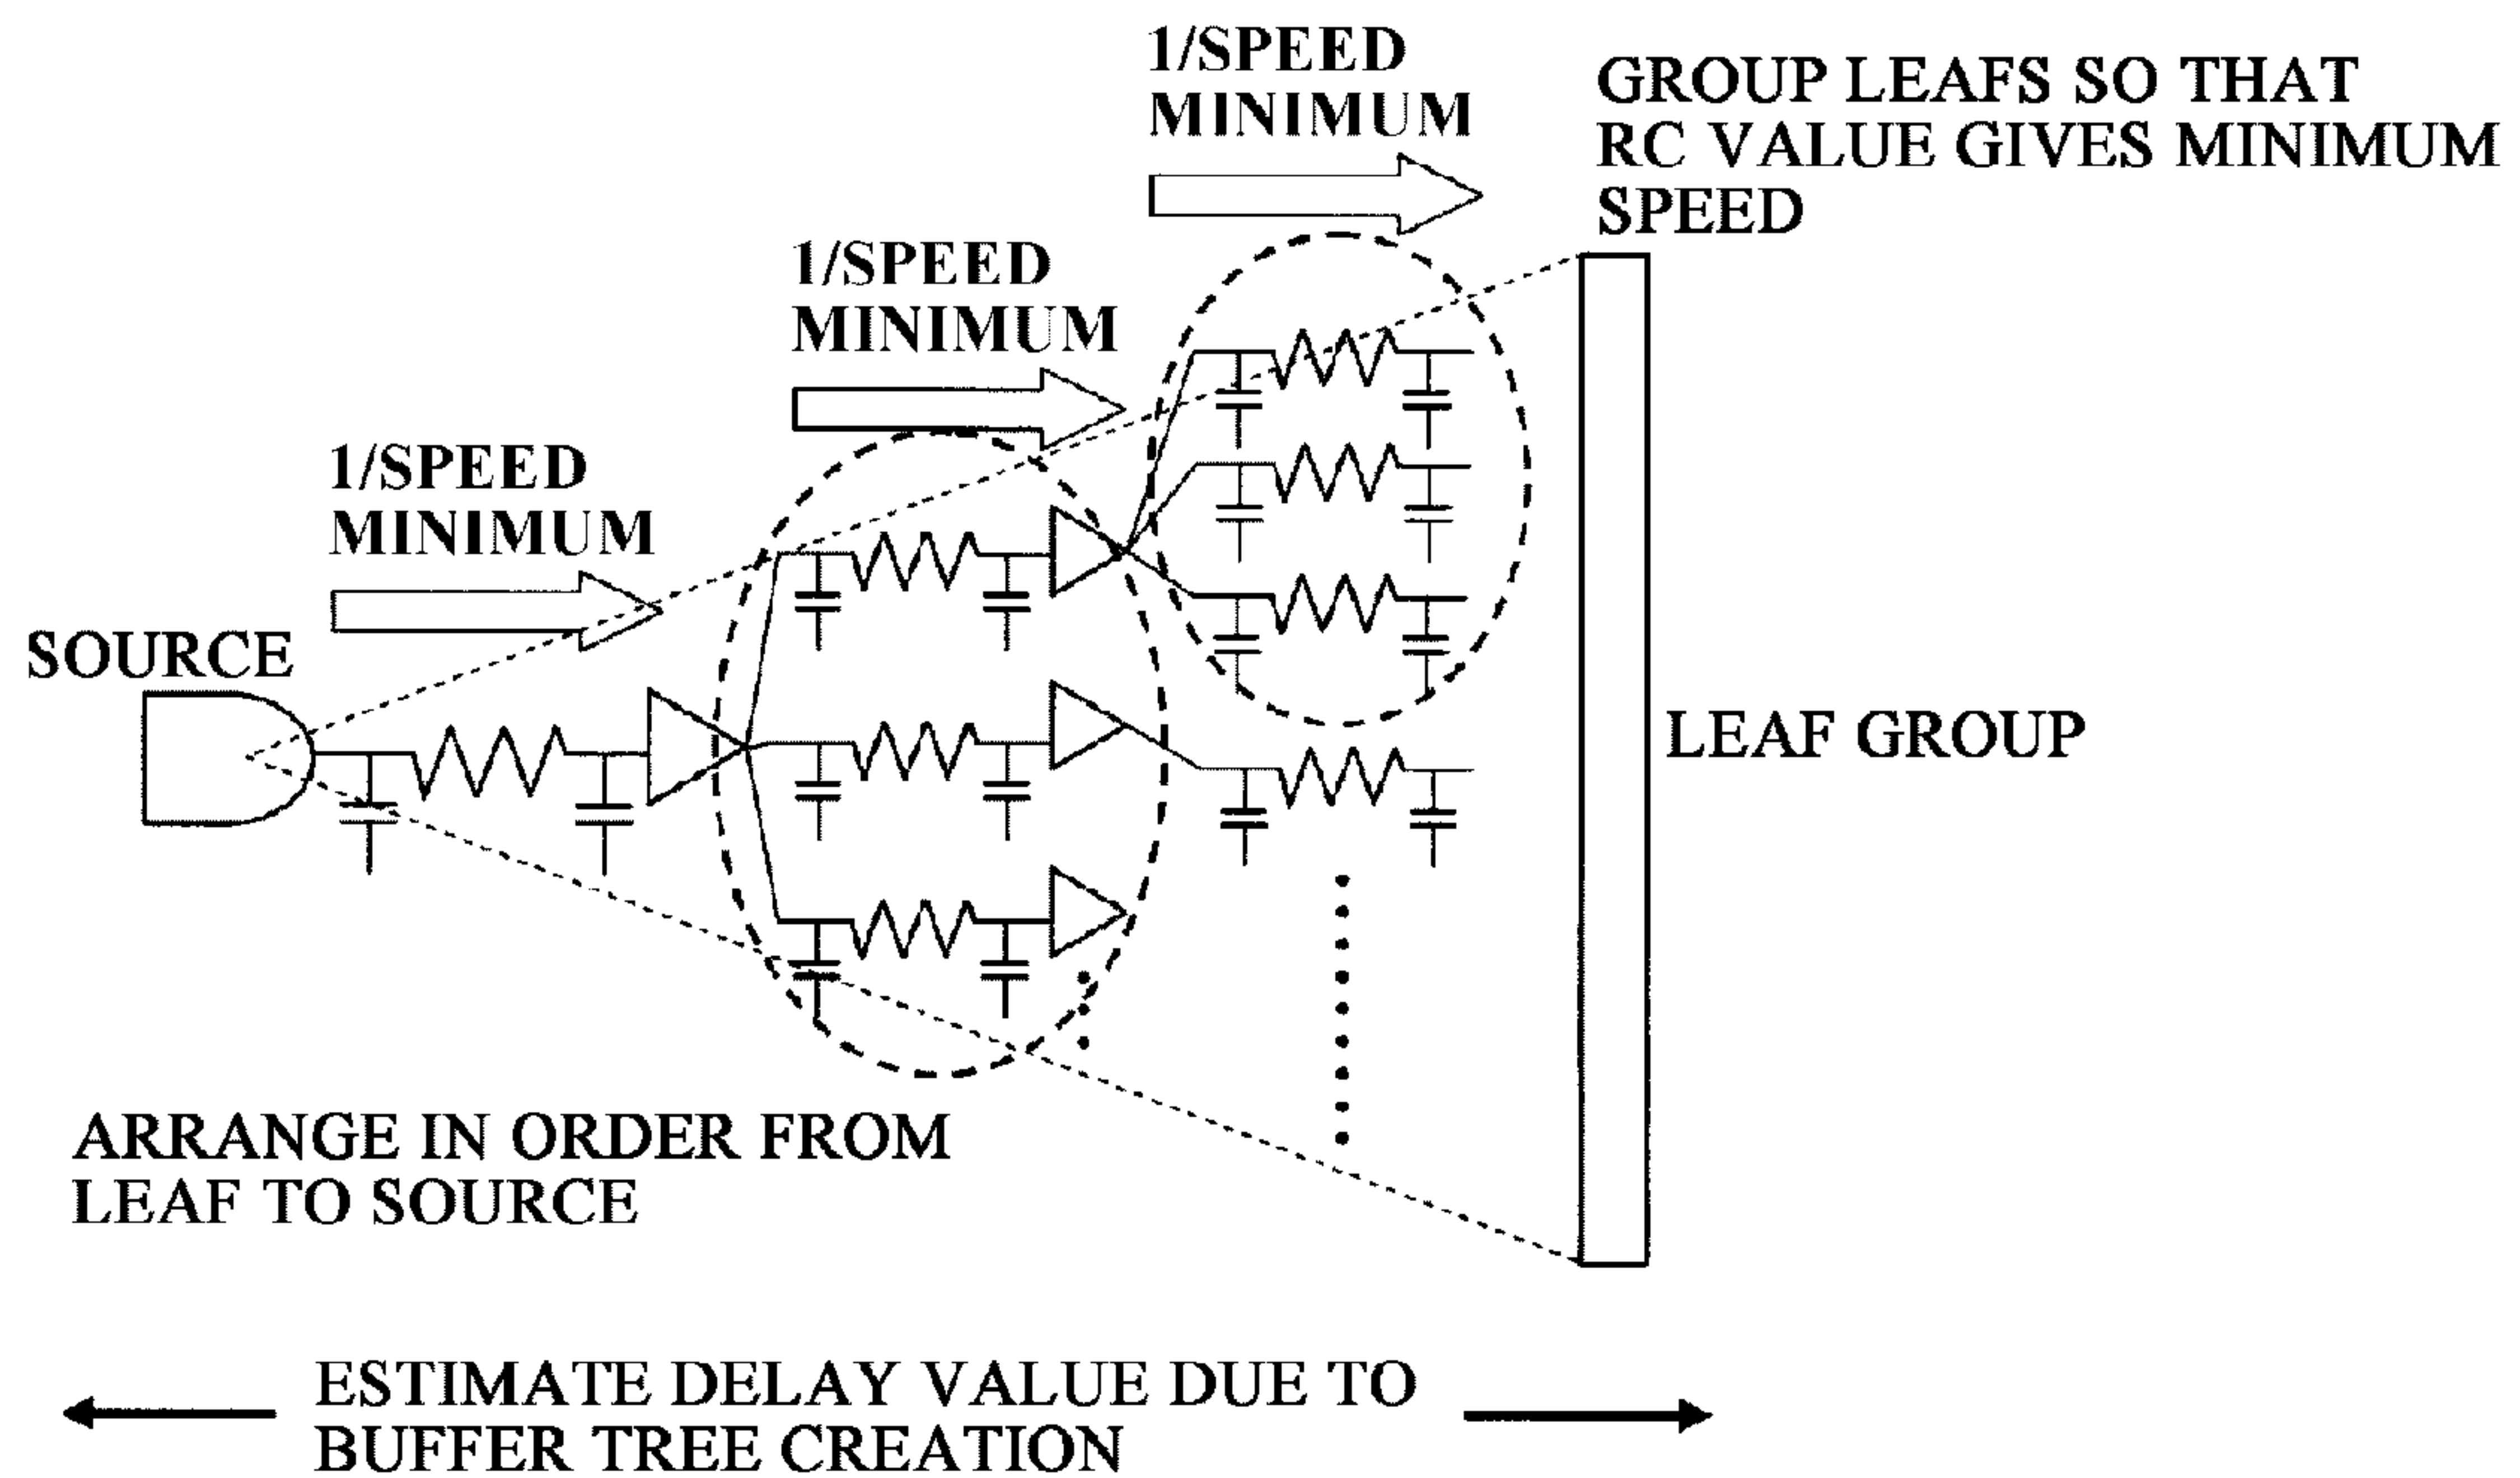 1/SPEED
MINIMUM
GROUP LEAFS SO THAT
RC VALUE GIVES MINIMUM
SPEED
1/SPEED
MINIMUM
1/SPEED
MINIMUM
SOURCE
LEAF GROUP
ARRANGE IN ORDER FROM
LEAF TO SOURCE
ESTIMATE DELAY VALUE DUE TO
BUFFER TREE CREATION